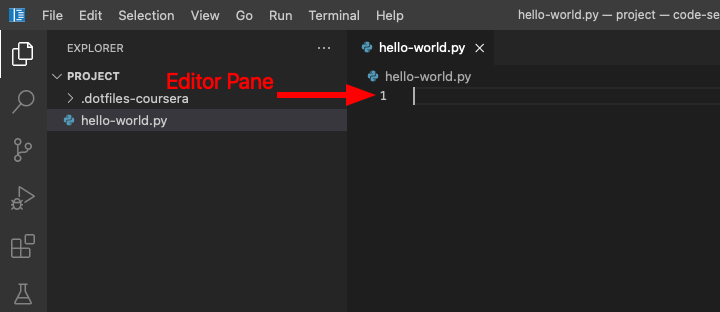 File Edit Selection View Go Run Terminal Help hello-world.py — project — code-se
EXPLORER ...
hello-world.py
PROJECT
hello-world.py
Editor Pane
.dotfiles-coursera
1
hello-world.py